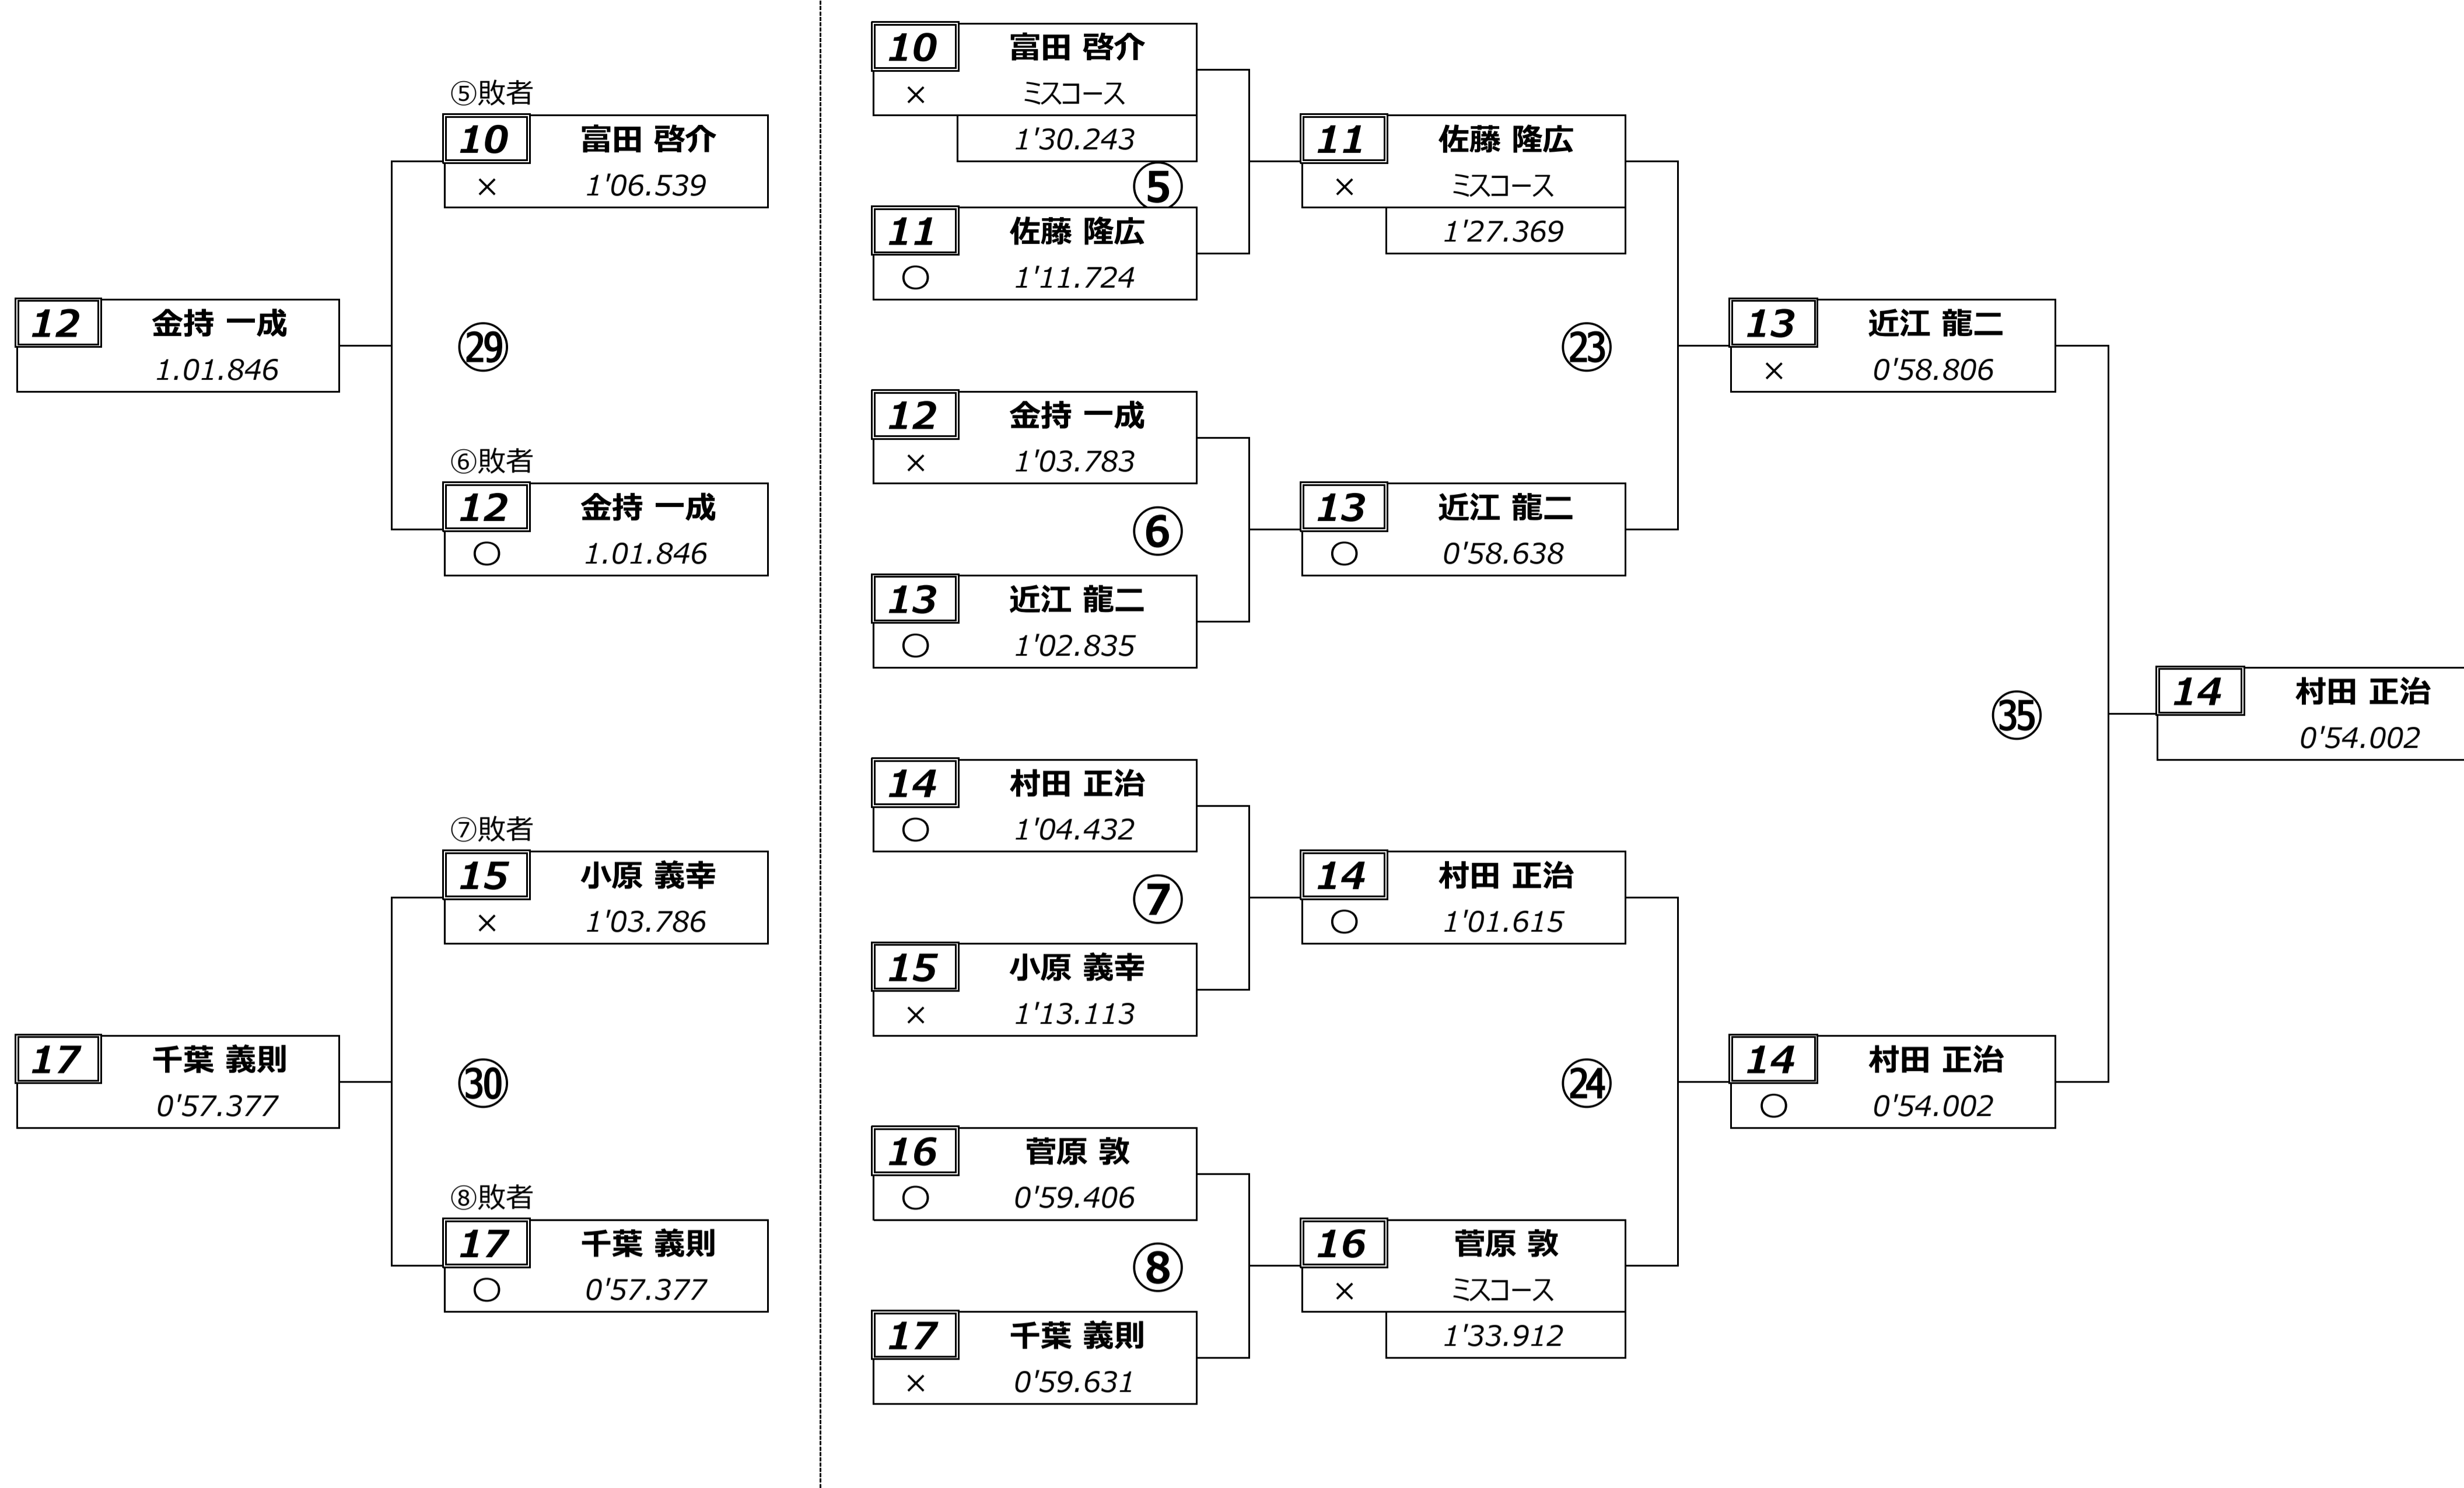 ⑤敗者
10 富田 啓介
× 1'06.539
12 金持 一成
1.01.846
㉙
⑥敗者
12 金持 一成
○ 1.01.846
⑦敗者
15 小原 義幸
× 1'03.786
17 千葉 義則
0'57.377
㉚
⑧敗者
17 千葉 義則
○ 0'57.377
10 富田 啓介
× ミスコース
1'30.243
⑤
11 佐藤 隆広
○ 1'11.724
12 金持 一成
× 1'03.783
⑥
13 近江 龍二
○ 1'02.835
14 村田 正治
○ 1'04.432
⑦
15 小原 義幸
× 1'13.113
16 菅原 敦
○ 0'59.406
⑧
17 千葉 義則
× 0'59.631
11 佐藤 隆広
× ミスコース
1'27.369
㉓
13 近江 龍二
○ 0'58.638
14 村田 正治
○ 1'01.615
㉔
16 菅原 敦
× ミスコース
1'33.912
13 近江 龍二
× 0'58.806
㉟
14 村田 正治
○ 0'54.002
14 村田 正治
0'54.002